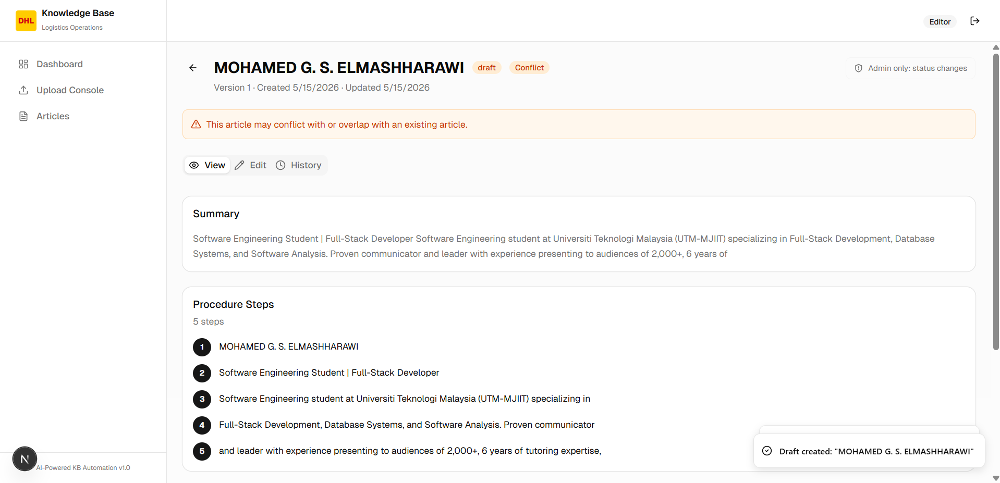 DHL
Knowledge Base
Logistics Operations
Editor
Dashboard
Upload Console
Articles
MOHAMED G. S. ELMASHHARAWI
draft
Conflict
Admin only: status changes
Version 1 · Created 5/15/2026 · Updated 5/15/2026
This article may conflict with or overlap with an existing article.
View
Edit
History
Summary
Software Engineering Student | Full-Stack Developer Software Engineering student at Universiti Teknologi Malaysia (UTM-MJIIT) specializing in Full-Stack Development, Database
Systems, and Software Analysis. Proven communicator and leader with experience presenting to audiences of 2,000+, 6 years of
Procedure Steps
5 steps
1 MOHAMED G. S. ELMASHHARAWI
2 Software Engineering Student | Full-Stack Developer
3 Software Engineering student at Universiti Teknologi Malaysia (UTM-MJIIT) specializing in
4 Full-Stack Development, Database Systems, and Software Analysis. Proven communicator
5 and leader with experience presenting to audiences of 2,000+, 6 years of tutoring expertise,
Draft created: "MOHAMED G. S. ELMASHHARAWI"
N
AI-Powered KB Automation v1.0